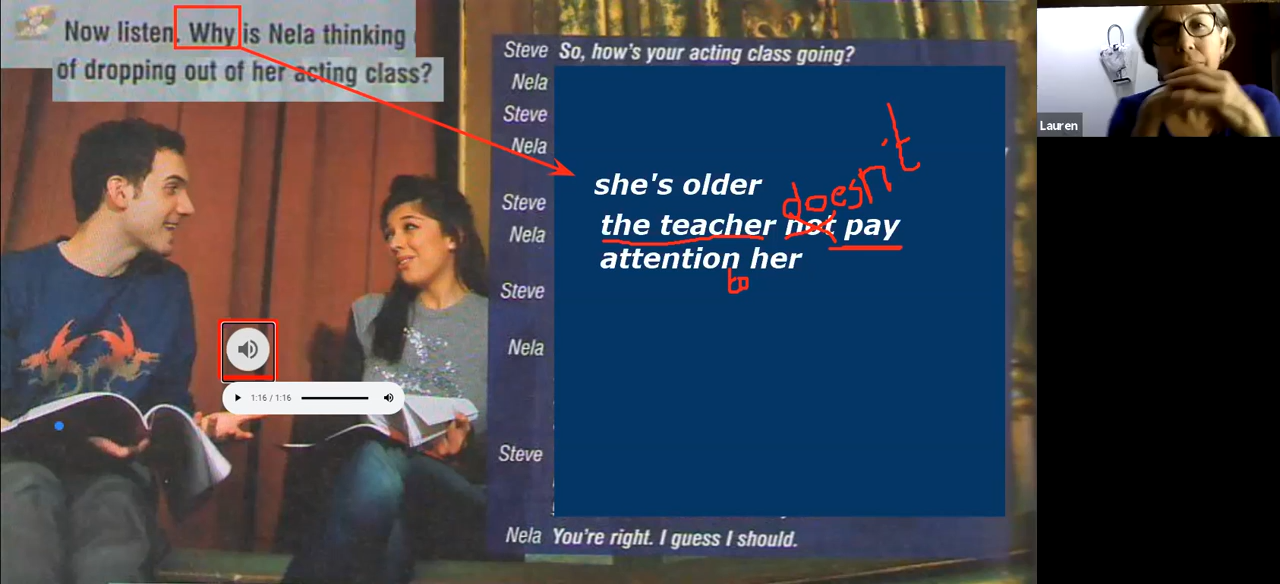 Now listen. Why is Nela thinking
of dropping out of her acting class?
Steve So, how's your acting class going?
Nela
Steve
Nela
Steve
Nela
Steve
Nela
Steve
Nela You're right. I guess I should.
she's older
doesn't
the teacher not pay
attention her
to
1:16 / 1:16
Lauren